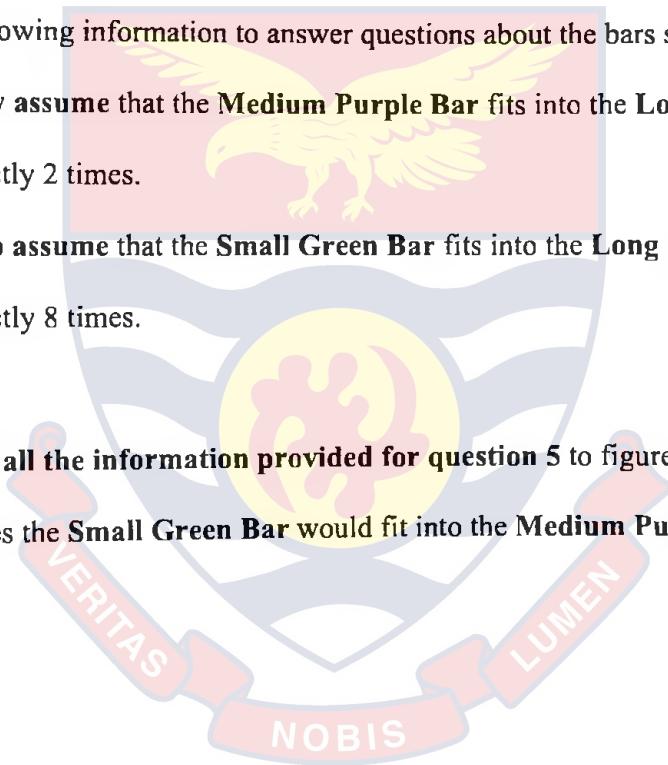 owing information to answer questions about the bars s
assume that the Medium Purple Bar fits into the Lo
tly 2 times.
assume that the Small Green Bar fits into the Long
tly 8 times.
all the information provided for question 5 to figure
s the Small Green Bar would fit into the Medium Pu
VERITAS
NOBIS
LUMEN